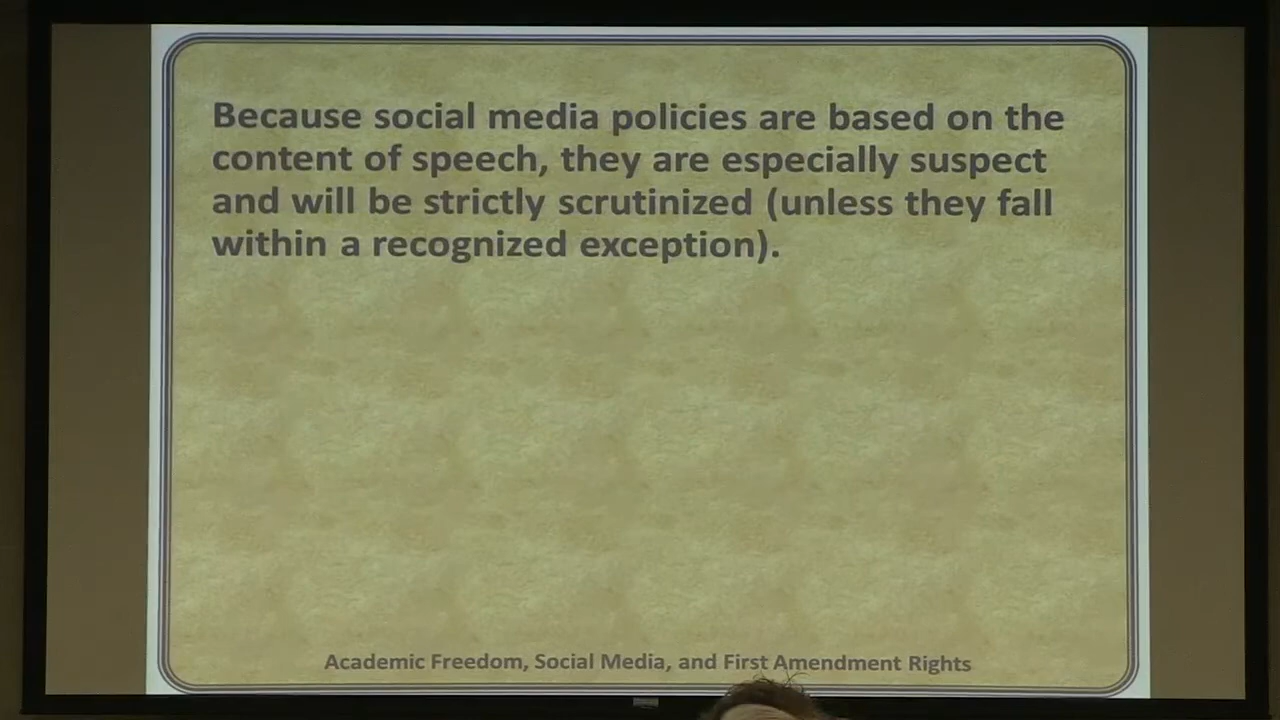 Because social media policies are based on the
content of speech, they are especially suspect
and will be strictly scrutinized (unless they fall
within a recognized exception).
Academic Freedom, Social Media, and First Amendment Rights